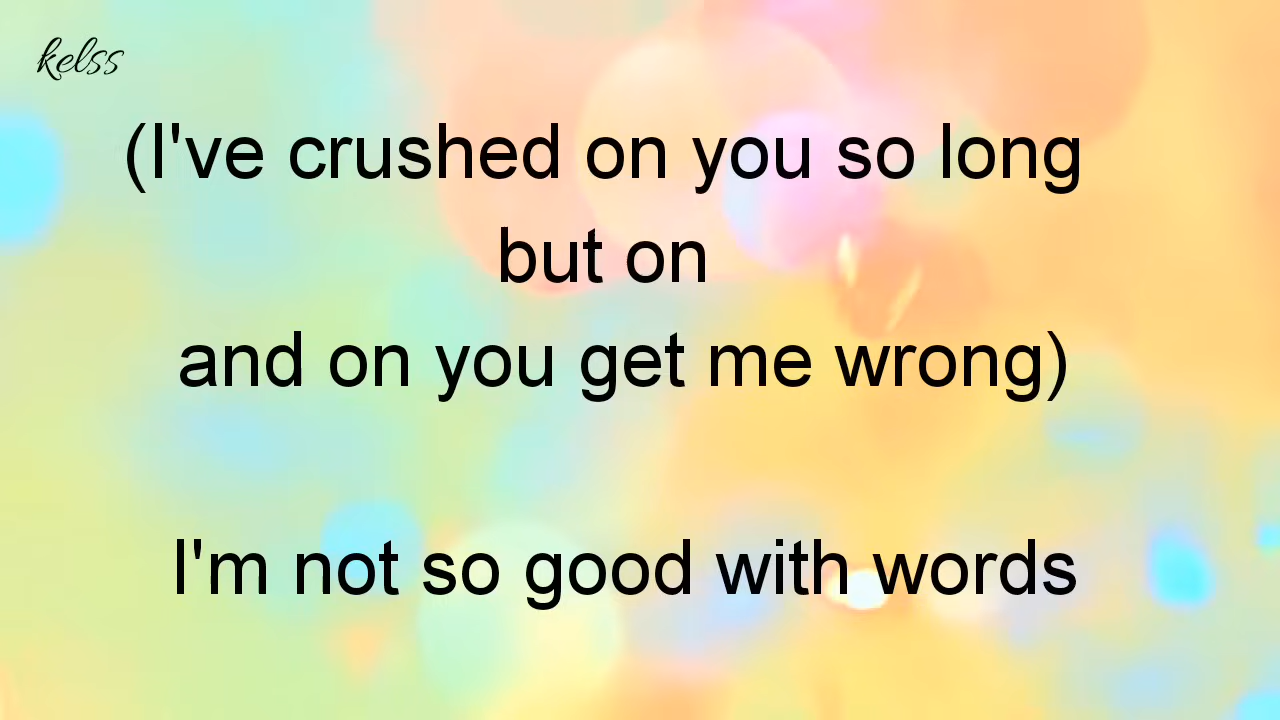 kelss
(I've crushed on you so long
but on
and on you get me wrong)
I'm not so good with words